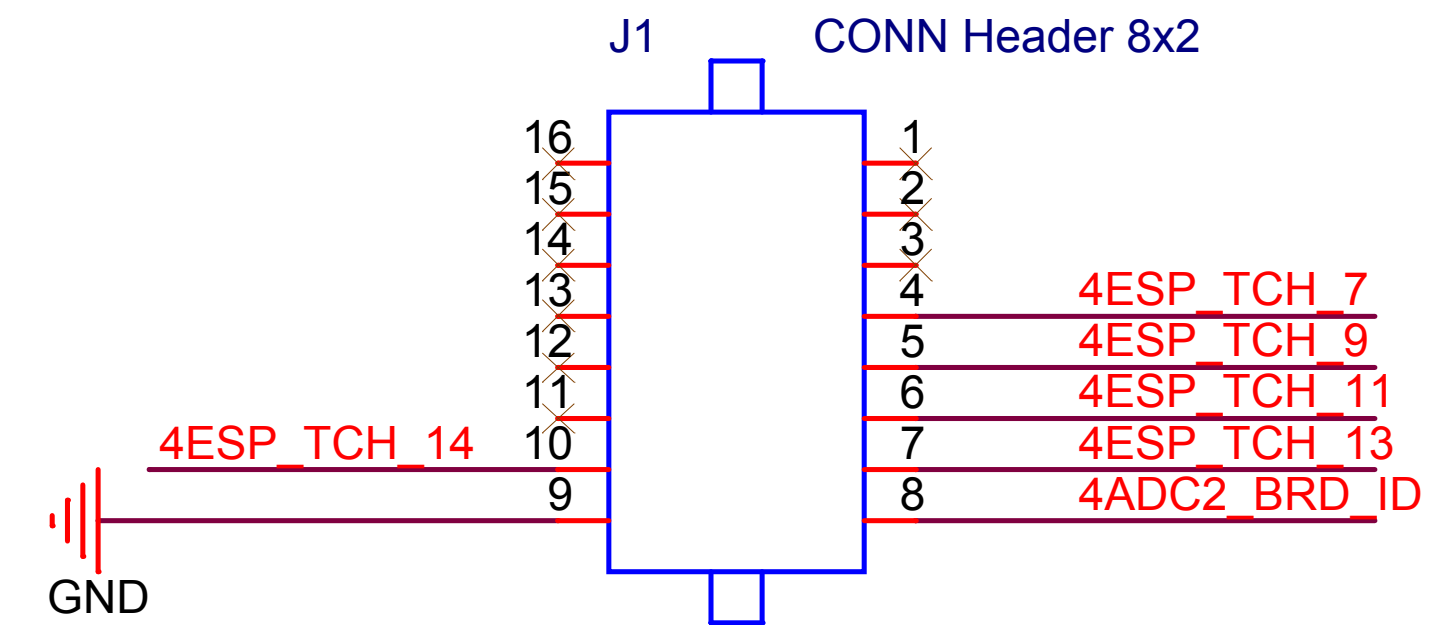 J1 CONN Header 8x2
16 1
15 2
14 3
13 4 4ESP_TCH_7
12 5 4ESP_TCH_9
11 6 4ESP_TCH_11
4ESP_TCH_14 10 7 4ESP_TCH_13
9 8 4ADC2_BRD_ID
GND